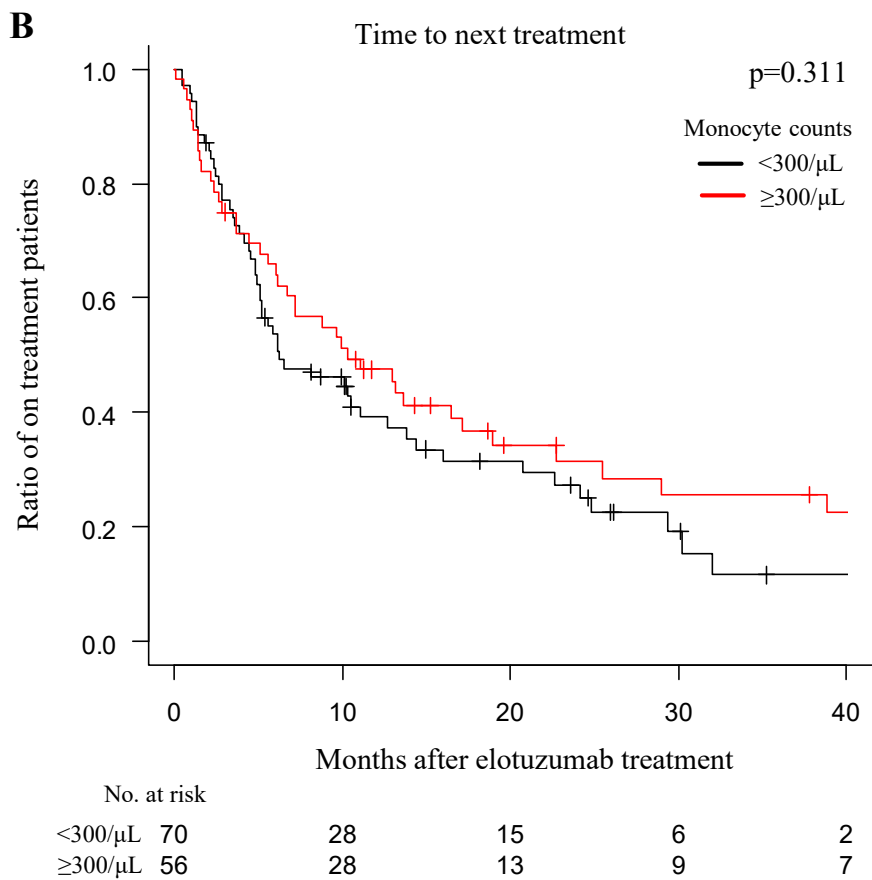 B
Time to next treatment
p=0.311
Monocyte counts
<300/μL
≥300/μL
Ratio of on treatment patients
1.0
0.8
0.6
0.4
0.2
0.0
0 10 20 30 40
Months after elotuzumab treatment
No. at risk
<300/μL 70 28 15 6 2
≥300/μL 56 28 13 9 7